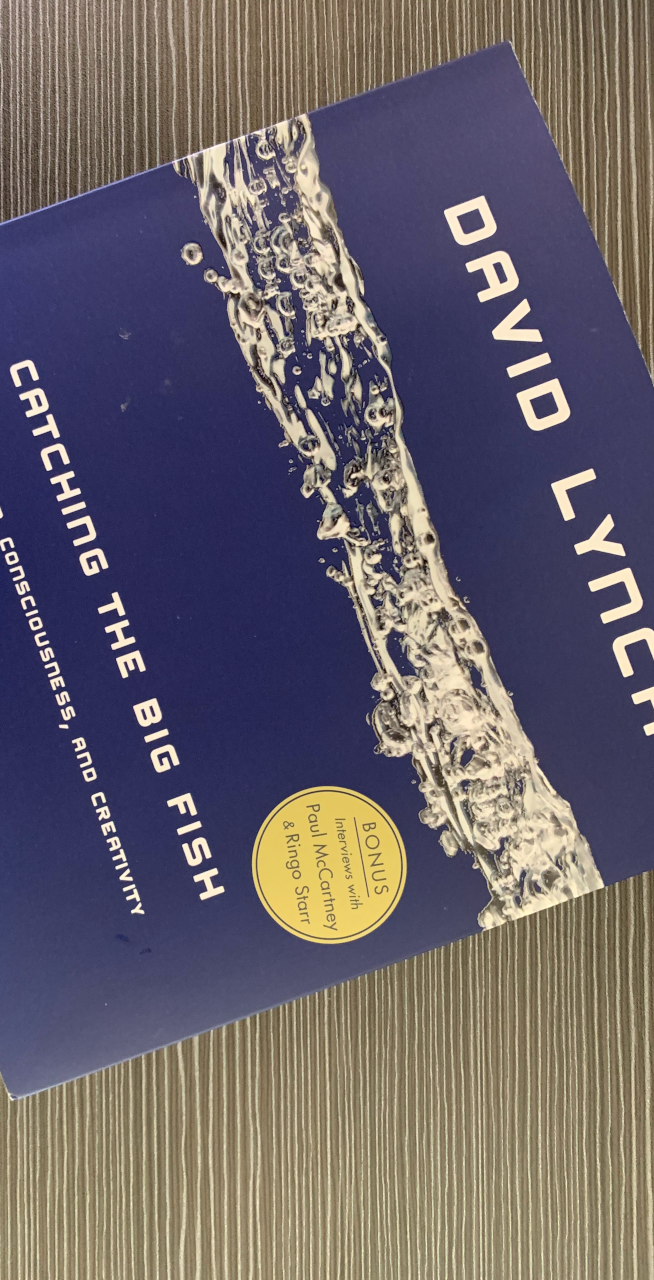 DAVID LYNCH
BONUS
Interviews with
Paul McCartney
& Ringo Starr
CATCHING THE BIG FISH
CONSCIOUSNESS, AND CREATIVITY